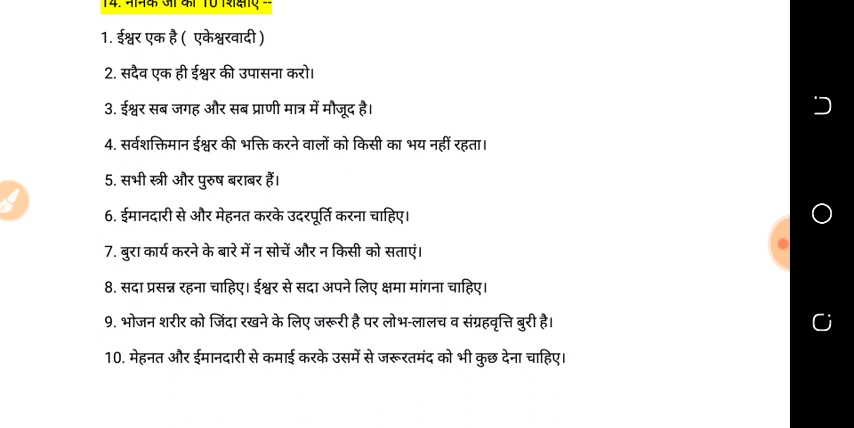 14. नानक जी की 10 शिक्षाएं --
1. ईश्वर एक है ( एकेश्वरवादी )
2. सदैव एक ही ईश्वर की उपासना करो।
3. ईश्वर सब जगह और सब प्राणी मात्र में मौजूद है।
4. सर्वशक्तिमान ईश्वर की भक्ति करने वालों को किसी का भय नहीं रहता।
5. सभी स्त्री और पुरुष बराबर हैं।
6. ईमानदारी से और मेहनत करके उदरपूर्ति करना चाहिए।
7. बुरा कार्य करने के बारे में न सोचें और न किसी को सताएं।
8. सदा प्रसन्न रहना चाहिए। ईश्वर से सदा अपने लिए क्षमा मांगना चाहिए।
9. भोजन शरीर को जिंदा रखने के लिए जरूरी है पर लोभ-लालच व संग्रहवृत्ति बुरी है।
10. मेहनत और ईमानदारी से कमाई करके उसमें से जरूरतमंद को भी कुछ देना चाहिए।